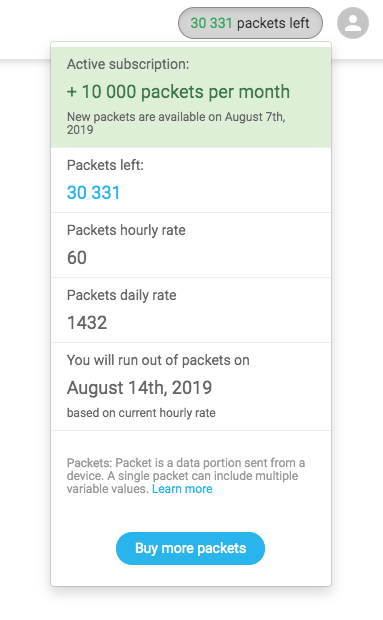 30 331 packets left
Active subscription:
+ 10 000 packets per month
New packets are available on August 7th,
2019
Packets left:
30 331
Packets hourly rate
60
Packets daily rate
1432
You will run out of packets on
August 14th, 2019
based on current hourly rate
Packets: Packet is a data portion sent from a
device. A single packet can include multiple
variable values. Learn more
Buy more packets